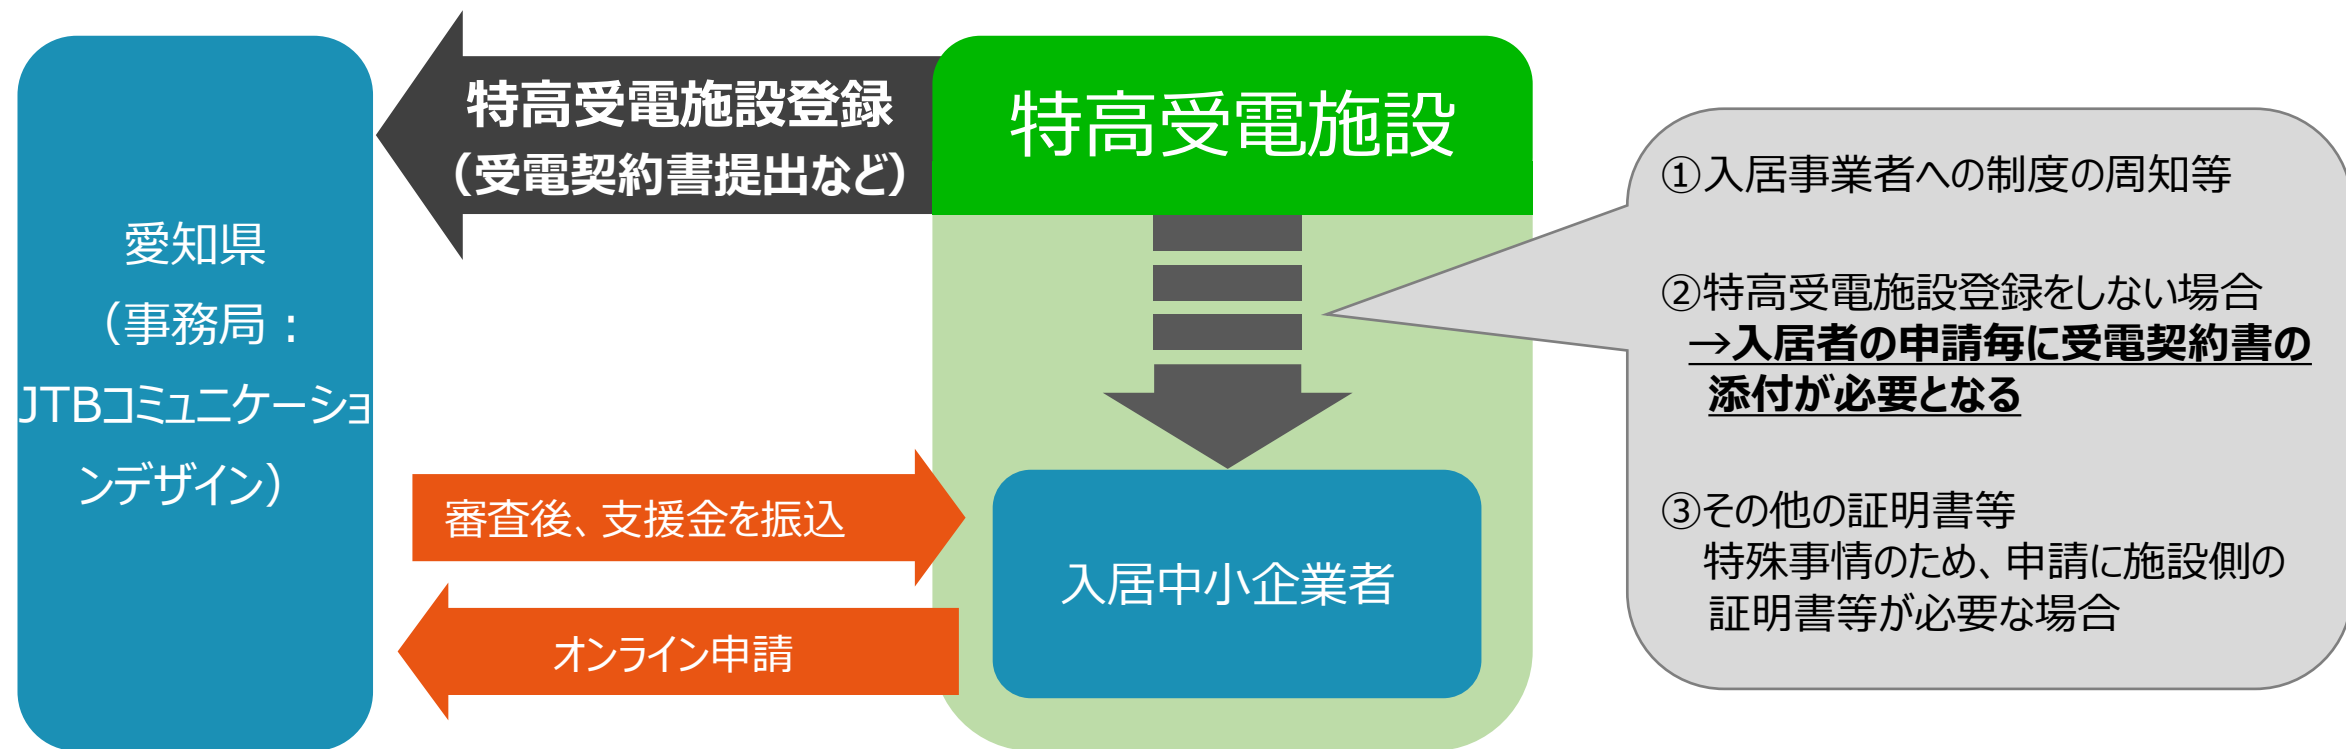 愛知県
（事務局：
JTBコミュニケーショ
ンデザイン）
特高受電施設登録
（受電契約書提出など）
特高受電施設
審査後、支援金を振込
オンライン申請
入居中小企業者
①入居事業者への制度の周知等
②特高受電施設登録をしない場合
→入居者の申請毎に受電契約書の
添付が必要となる
③その他の証明書等
特殊事情のため、申請に施設側の
証明書等が必要な場合